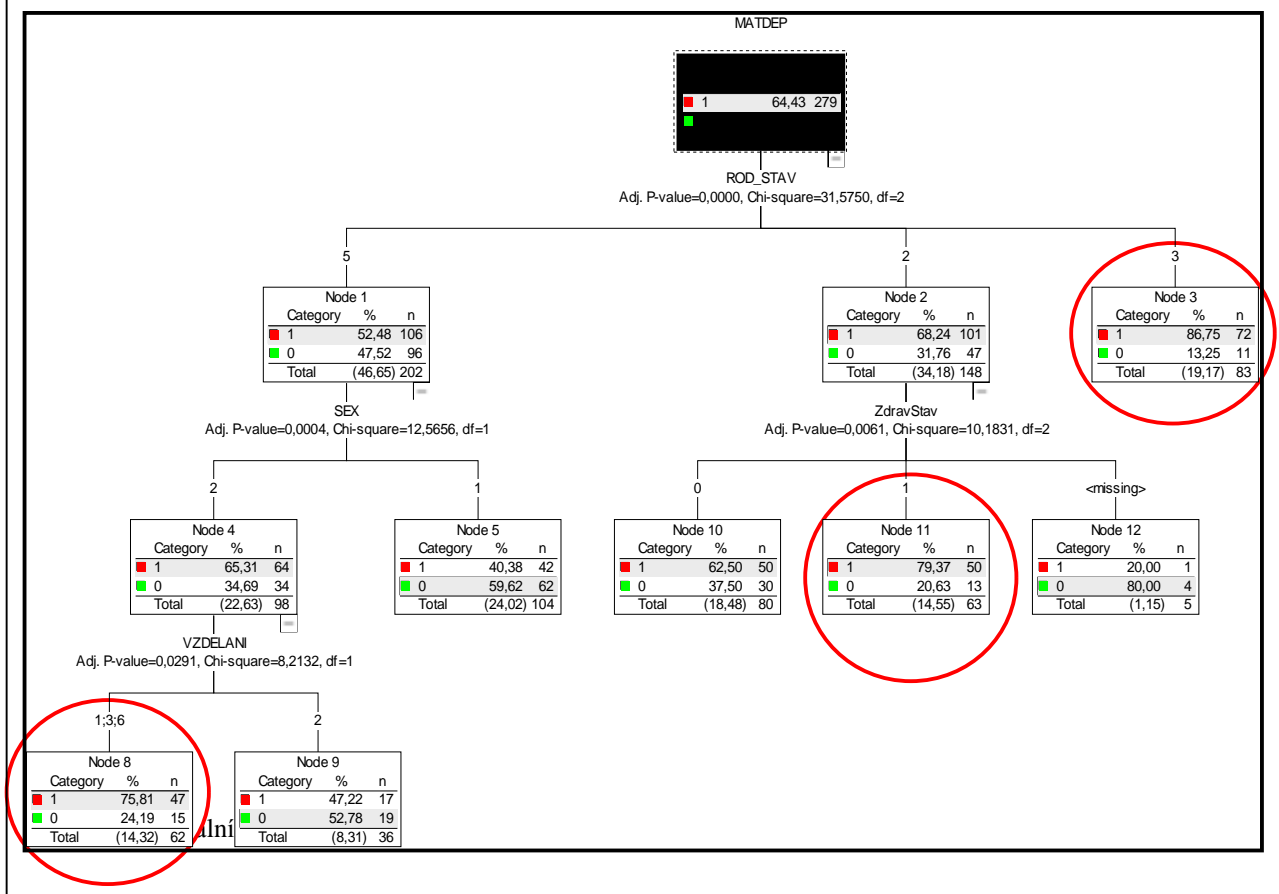 MATDEP
1 64,43 279
ROD_STAV
Adj. P-value=0,0000, Chi-square=31,5750, df=2
5
2
3
Node 1
Category % n
1 52,48 106
0 47,52 96
Total (46,65) 202
Node 2
Category % n
1 68,24 101
0 31,76 47
Total (34,18) 148
Node 3
Category % n
1 86,75 72
0 13,25 11
Total (19,17) 83
SEX
Adj. P-value=0,0004, Chi-square=12,5656, df=1
ZdravStav
Adj. P-value=0,0061, Chi-square=10,1831, df=2
2
1
0
1
<missing>
Node 4
Category % n
1 65,31 64
0 34,69 34
Total (22,63) 98
Node 5
Category % n
1 40,38 42
0 59,62 62
Total (24,02) 104
Node 10
Category % n
1 62,50 50
0 37,50 30
Total (18,48) 80
Node 11
Category % n
1 79,37 50
0 20,63 13
Total (14,55) 63
Node 12
Category % n
1 20,00 1
0 80,00 4
Total (1,15) 5
VZDELANI
Adj. P-value=0,0291, Chi-square=8,2132, df=1
1;3;6
2
Node 8
Category % n
1 75,81 47
0 24,19 15
Total (14,32) 62
Node 9
Category % n
1 47,22 17
0 52,78 19
Total (8,31) 36